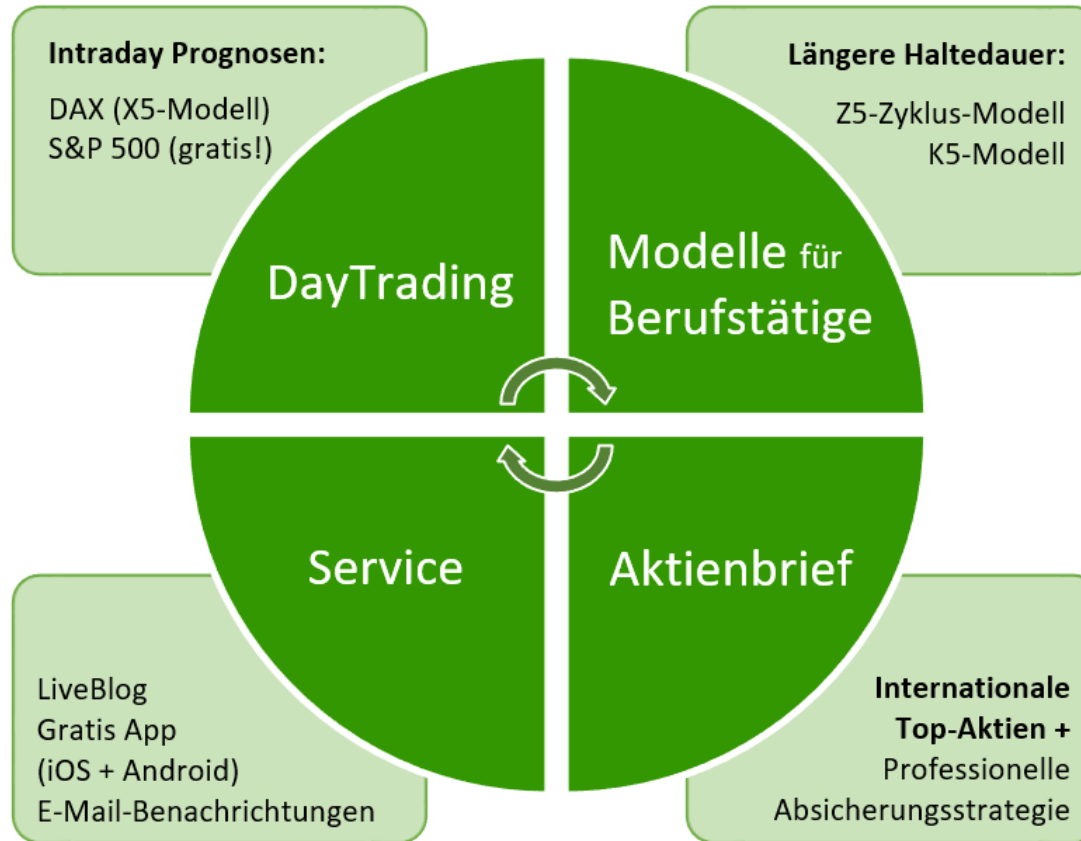 Intraday Prognosen:
DAX (X5-Modell)
S&P 500 (gratis!)
Längere Haltedauer:
Z5-Zyklus-Modell
K5-Modell
DayTrading
Modelle für
Berufstätige
Service
Aktienbrief
LiveBlog
Gratis App
(iOS + Android)
E-Mail-Benachrichtungen
Internationale
Top-Aktien +
Professionelle
Absicherungsstrategie